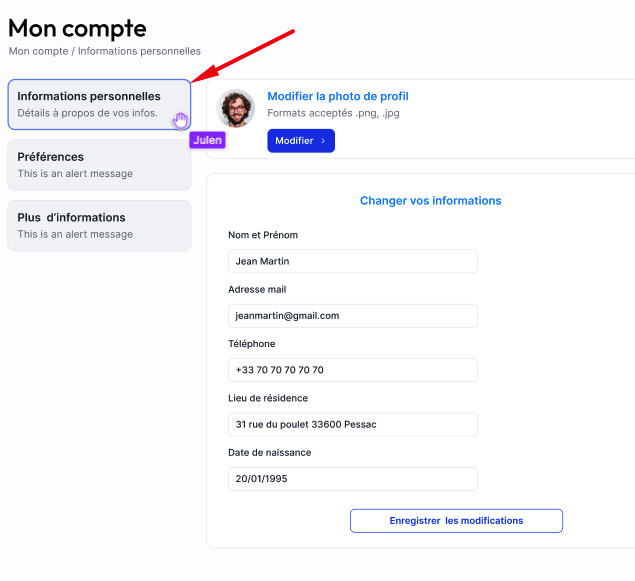 Mon compte
Mon compte / Informations personnelles
Informations personnelles
Détails à propos de vos infos.
Julen
Préférences
This is an alert message
Plus d'informations
This is an alert message
Modifier la photo de profil
Formats acceptés .png, .jpg
Modifier
Changer vos informations
Nom et Prénom
Jean Martin
Adresse mail
jeanmartin@gmail.com
Téléphone
+33 70 70 70 70 70
Lieu de résidence
31 rue du poulet 33600 Pessac
Date de naissance
20/01/1995
Enregistrer les modifications